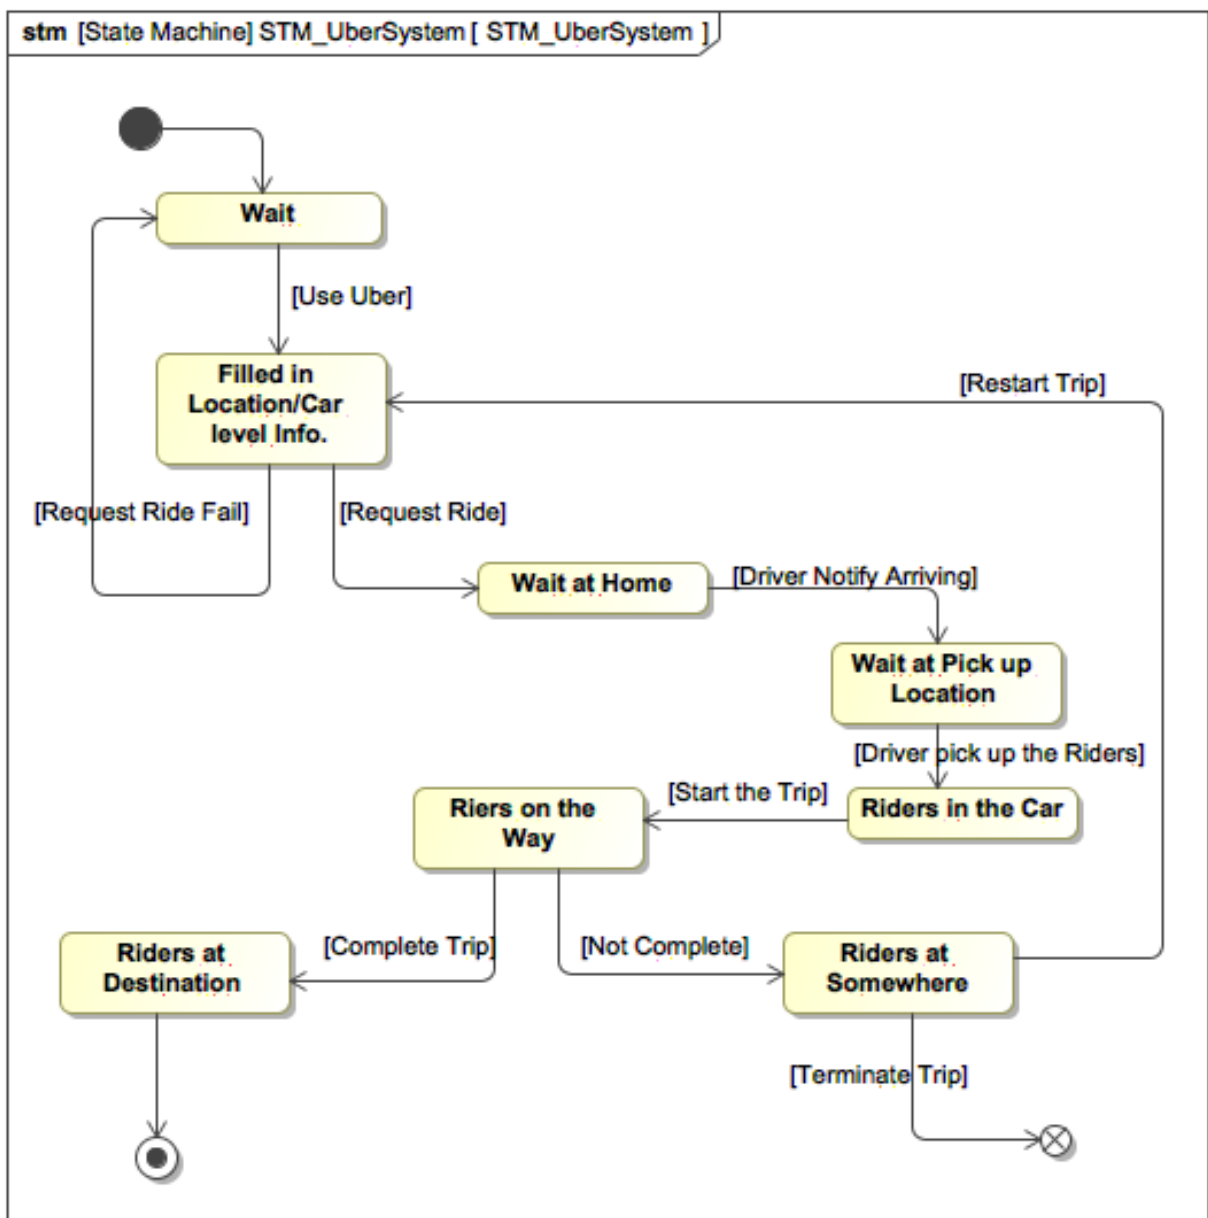 stm [State Machine] STM_UberSystem [ STM_UberSystem ]
Wait
[Use Uber]
Filled in
Location/Car
level Info.
[Restart Trip]
[Request Ride Fail]
[Request Ride]
Wait at Home
[Driver Notify Arriving]
Wait at Pick up
Location
[Driver pick up the Riders]
Riders in the Car
[Start the Trip]
Riers on the
Way
[Complete Trip]
[Not Complete]
Riders at
Destination
Riders at
Somewhere
[Terminate Trip]